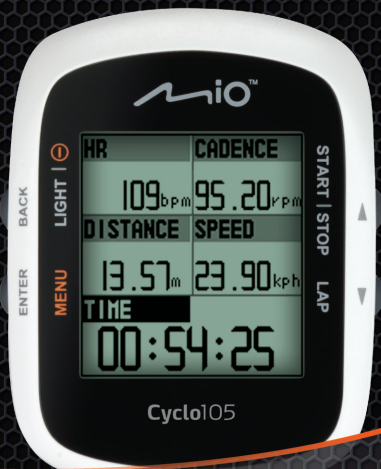 Mio™
BACK
LIGHT |
ENTER
MENU
HR
CADENCE
109bpm
95.20rpm
DISTANCE
SPEED
13.57m
23.90kph
TIME
00:54:25
START | STOP
LAP
Cyclo105